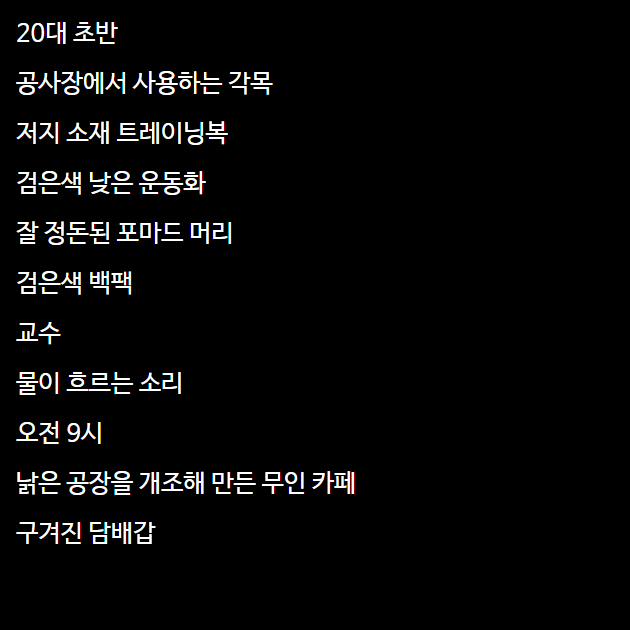 20대 초반
공사장에서 사용하는 각목
저지 소재 트레이닝복
검은색 낮은 운동화
잘 정돈된 포마드 머리
검은색 백팩
교수
물이 흐르는 소리
오전 9시
낡은 공장을 개조해 만든 무인 카페
구겨진 담배갑